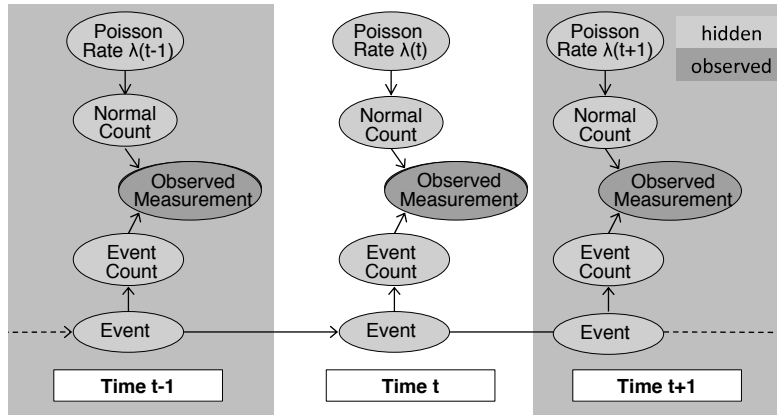 Poisson
Rate λ(t-1)
Normal
Count
Observed
Measurement
Event
Count
Event
Time t-1
Poisson
Rate λ(t)
Normal
Count
Observed
Measurement
Event
Count
Event
Time t
Poisson
Rate λ(t+1)
Normal
Count
Observed
Measurement
Event
Count
Event
Time t+1
hidden
observed